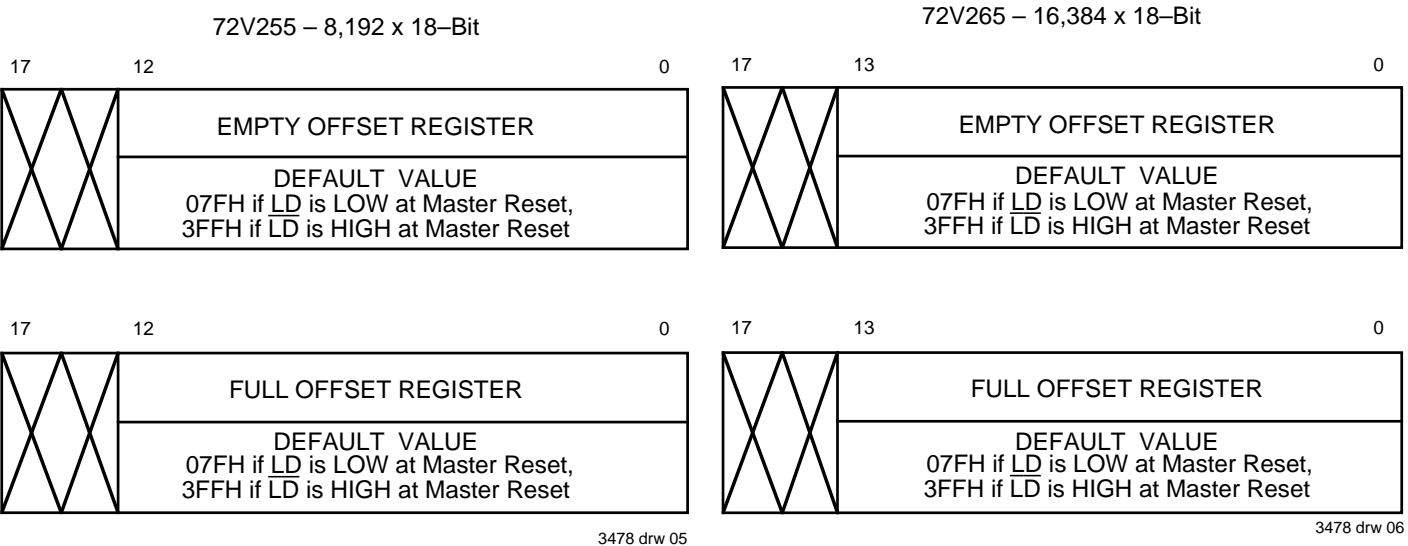 72V255 – 8,192 x 18–Bit
17 12 0
EMPTY OFFSET REGISTER
DEFAULT VALUE
07FH if LD is LOW at Master Reset,
3FFH if LD is HIGH at Master Reset
17 12 0
FULL OFFSET REGISTER
DEFAULT VALUE
07FH if LD is LOW at Master Reset,
3FFH if LD is HIGH at Master Reset
3478 drw 05
72V265 – 16,384 x 18–Bit
17 13 0
EMPTY OFFSET REGISTER
DEFAULT VALUE
07FH if LD is LOW at Master Reset,
3FFH if LD is HIGH at Master Reset
17 13 0
FULL OFFSET REGISTER
DEFAULT VALUE
07FH if LD is LOW at Master Reset,
3FFH if LD is HIGH at Master Reset
3478 drw 06